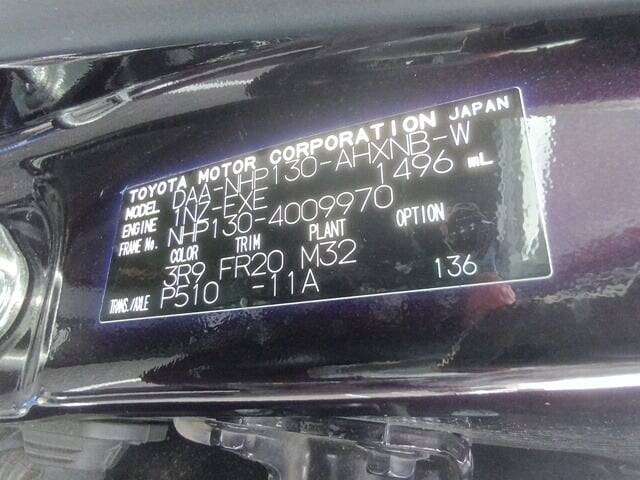 TOYOTA MOTOR CORPORATION JAPAN
MODEL DAA-NHP130-AHXNB-W
ENGINE 1NZ-FXE 1496 mL
FRAME No. NHP130-4009970
COLOR TRIM PLANT OPTION
3R9 FR20 M32
TRANS./AXLE P510 -11A 136